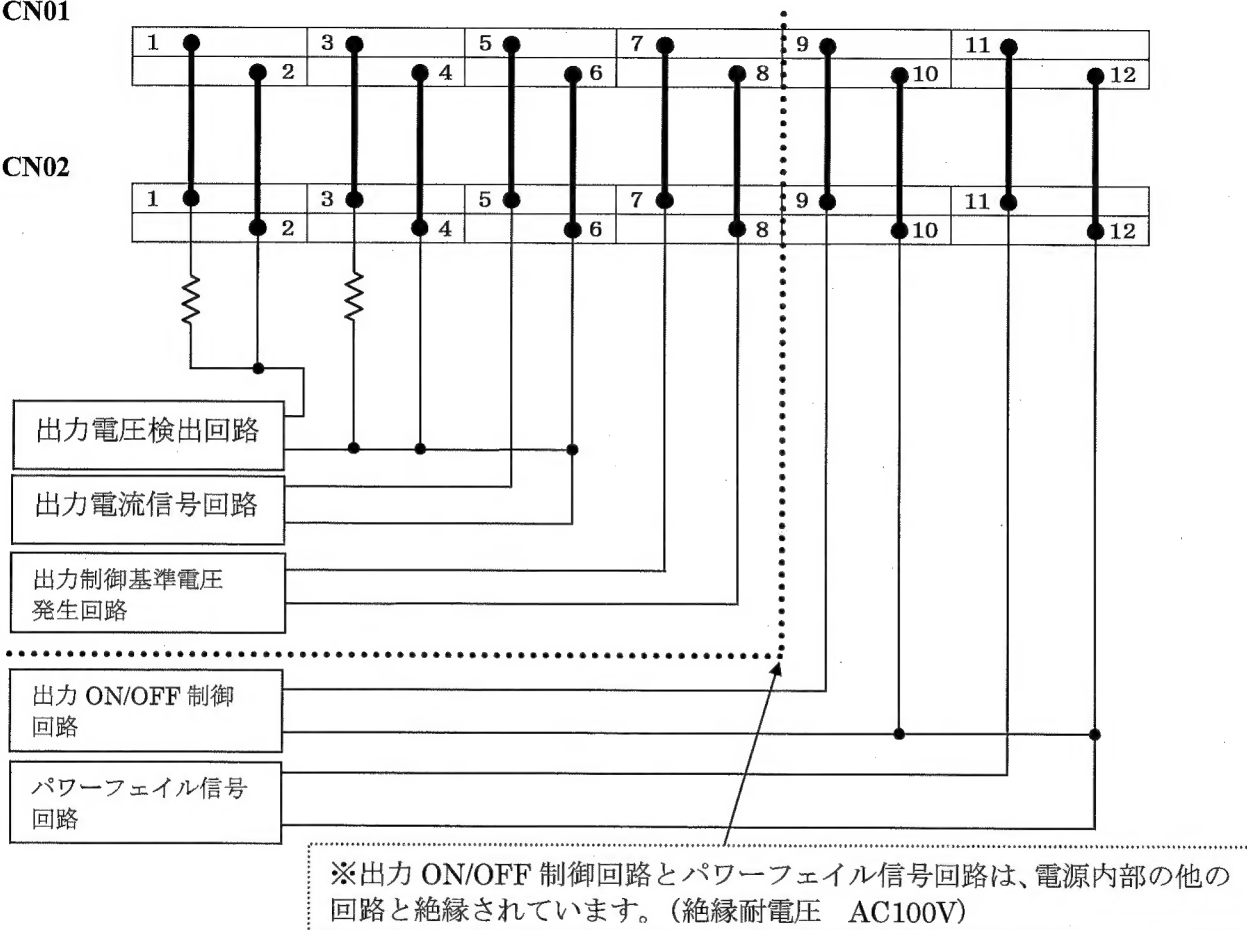 CN01
1 3 5 7 9 11
2 4 6 8 10 12
CN02
1 3 5 7 9 11
2 4 6 8 10 12
出力電圧検出回路
出力電流信号回路
出力制御基準電圧
発生回路
出力 ON/OFF 制御
回路
パワーフェイル信号
回路
※出力 ON/OFF 制御回路とパワーフェイル信号回路は、電源内部の他の
回路と絶縁されています。(絶縁耐電圧 AC100V)